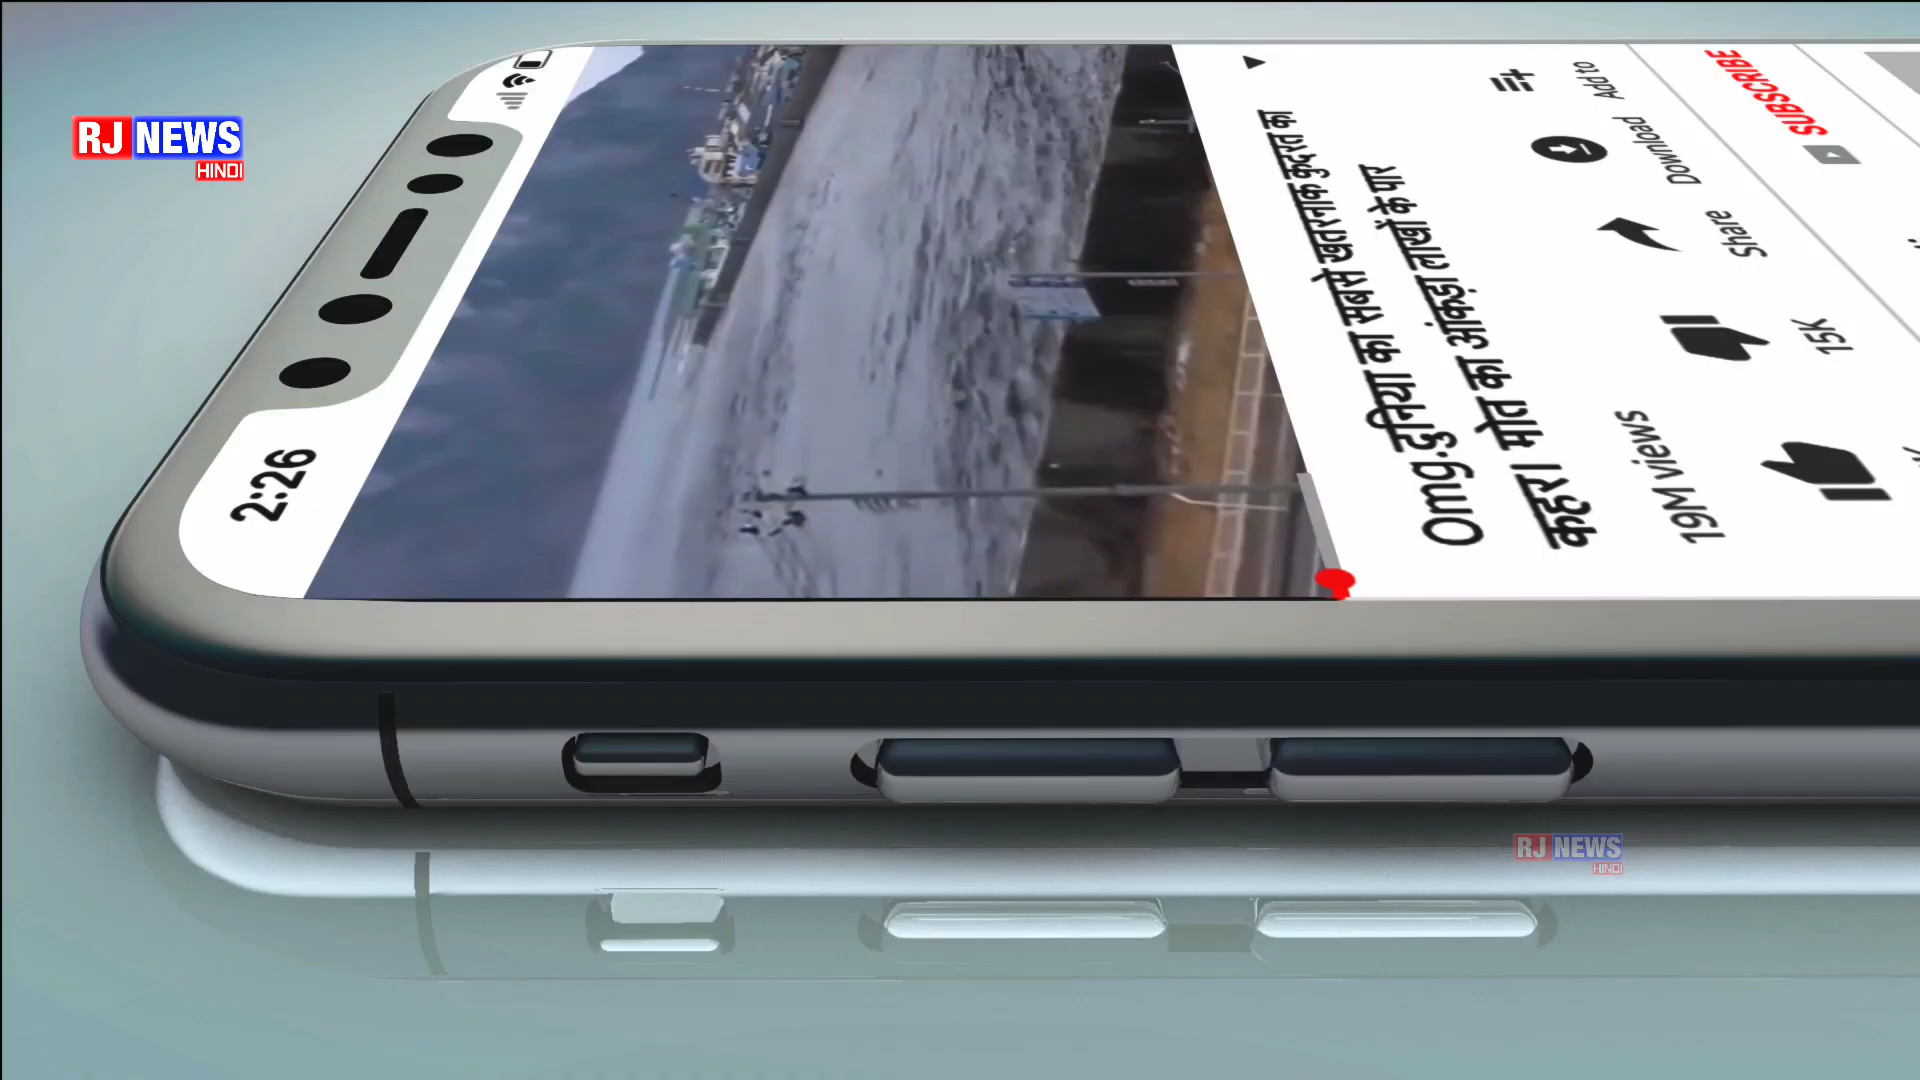 RJ NEWS
HINDI
2:26
Omg.दुनिया का सबसे खतरनाक कुदरत का
कहर। मौत का आंकड़ा लाखों के पार
19M views
15K
Share
Download
Add to
SUBSCRIBE
RJ NEWS
HINDI